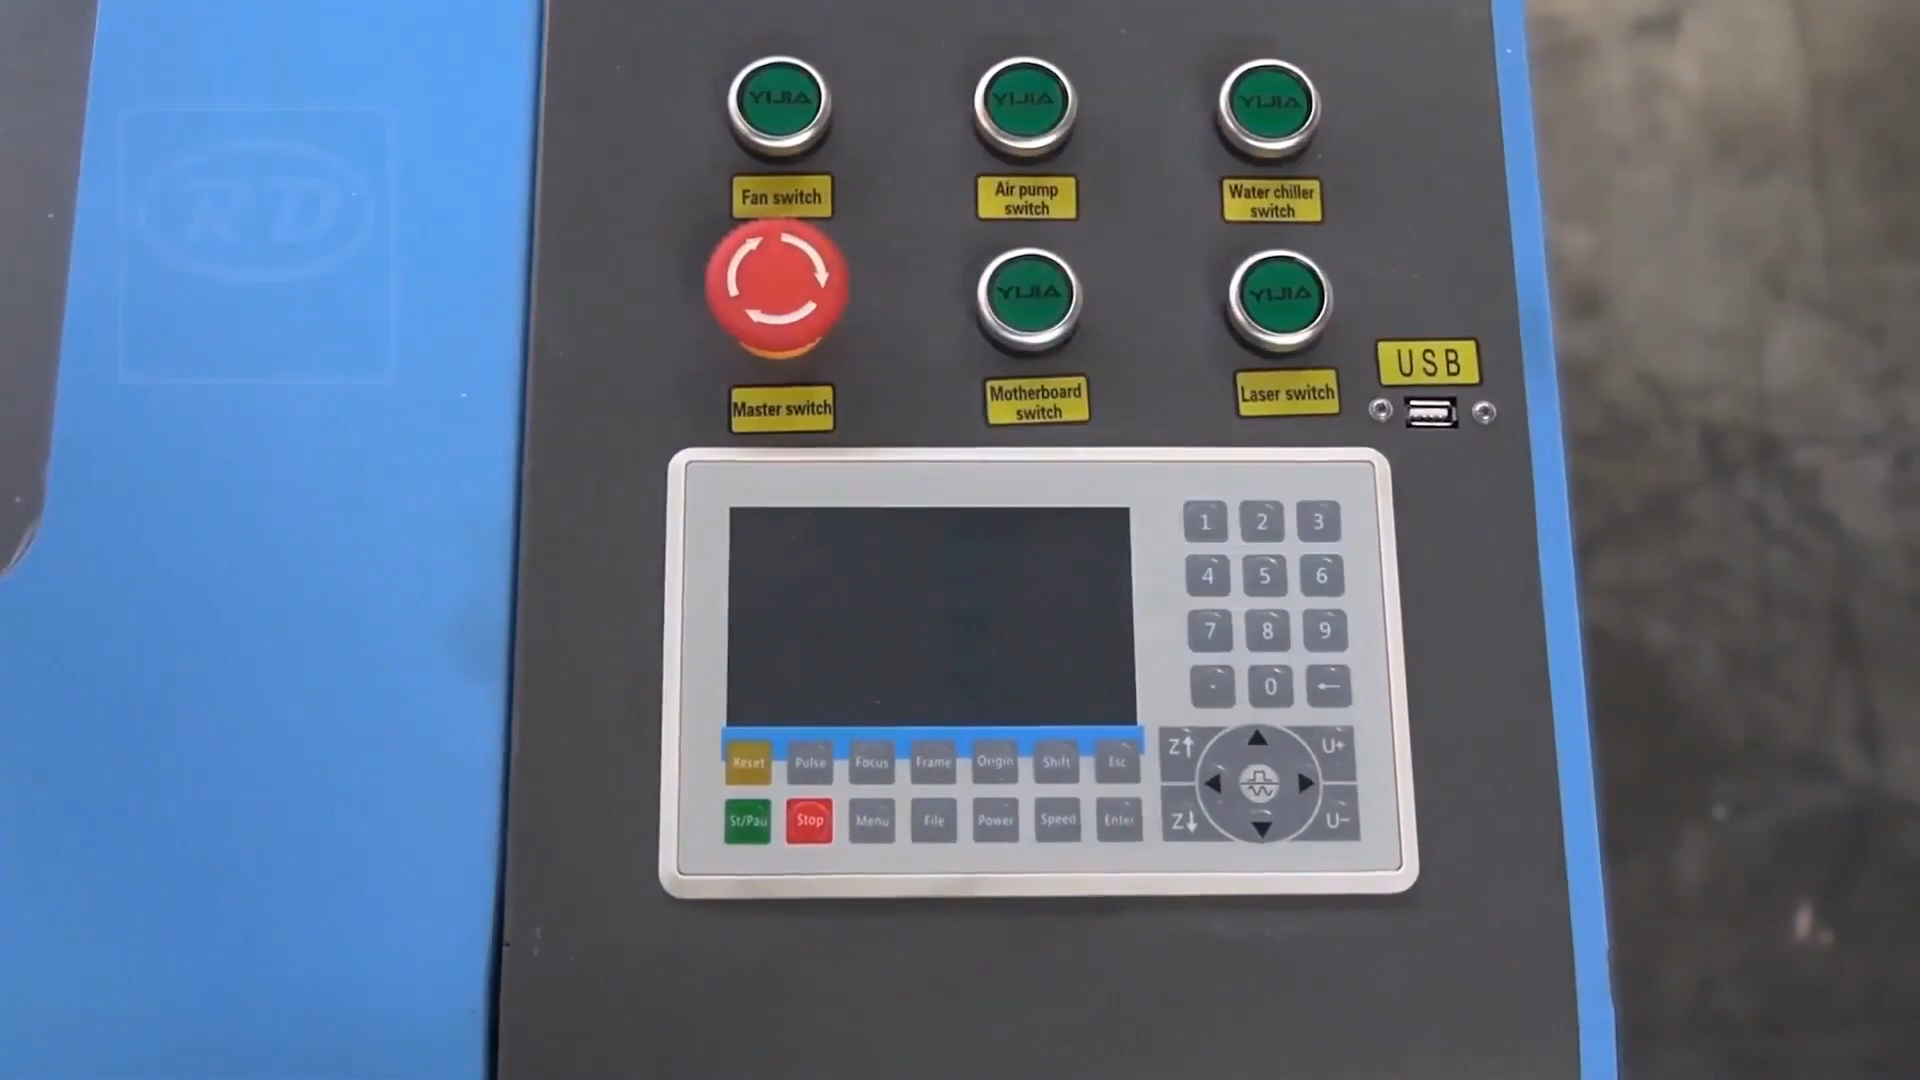 YIJIA
YIJIA
YIJIA
Fan switch
Air pump
switch
Water chiller
switch
RD
YIJIA
YIJIA
Master switch
Motherboard
switch
Laser switch
USB
1 2 3
4 5 6
7 8 9
. 0 ←
Reset Pulse Focus Frame Origin Shift Esc
Z↑ U+
St/Pau Stop Menu File Power Speed Enter
Z↓ U-